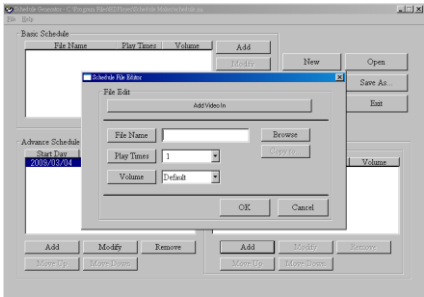 File Help
Basic Schedule
File Name Play Times Volume Add
Modify New Open
Schedule File Editor
File Edit Save As...
Add Video In
Exit
File Name Browse
Advance Schedule
Start Day Play Times 1 Copy to Volume
2009/03/04
Volume Default
OK Cancel
Add Modify Remove Add Modify Remove
Move Up Move Down Move Up Move Down